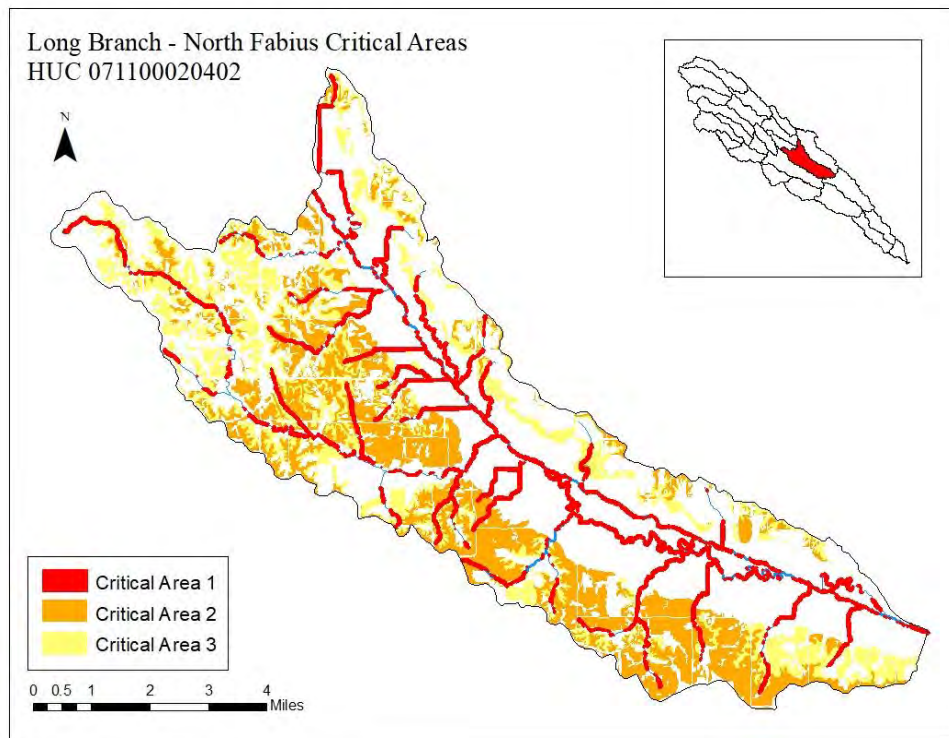 Long Branch - North Fabius Critical Areas
HUC 071100020402
N
Critical Area 1
Critical Area 2
Critical Area 3
0 0.5 1 2 3 4
Miles